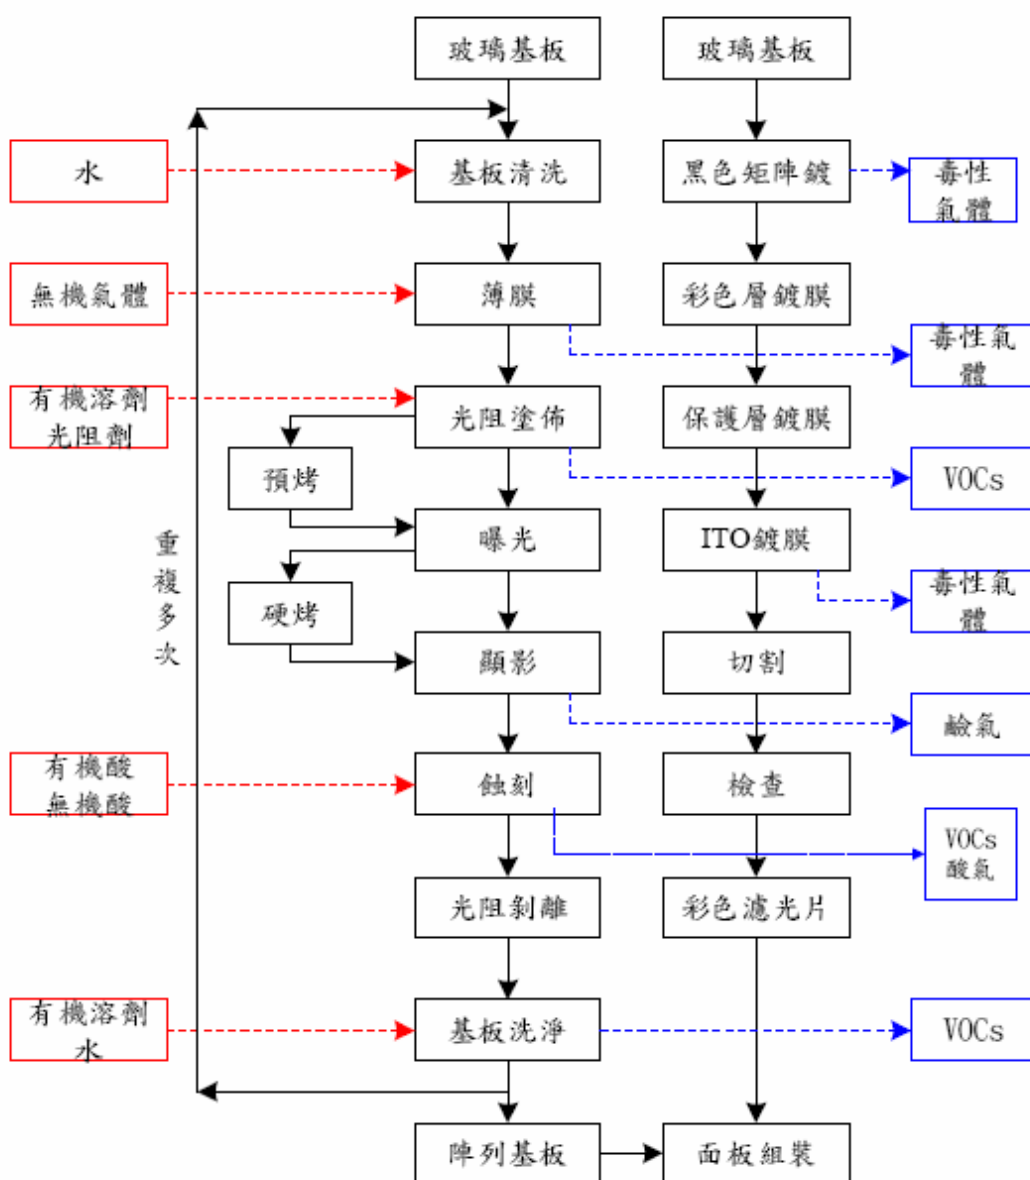 玻璃基板
玻璃基板
水
基板清洗
黑色矩陣鍍
毒性
氣體
無機氣體
薄膜
彩色層鍍膜
毒性氣
體
有機溶劑
光阻劑
光阻塗佈
保護層鍍膜
預烤
VOCs
重
複
多
次
曝光
ITO鍍膜
毒性氣
體
硬烤
顯影
切割
鹼氣
有機酸
無機酸
蝕刻
檢查
VOCs
酸氣
光阻剝離
彩色濾光片
有機溶劑
水
基板洗淨
VOCs
陣列基板
面板組裝